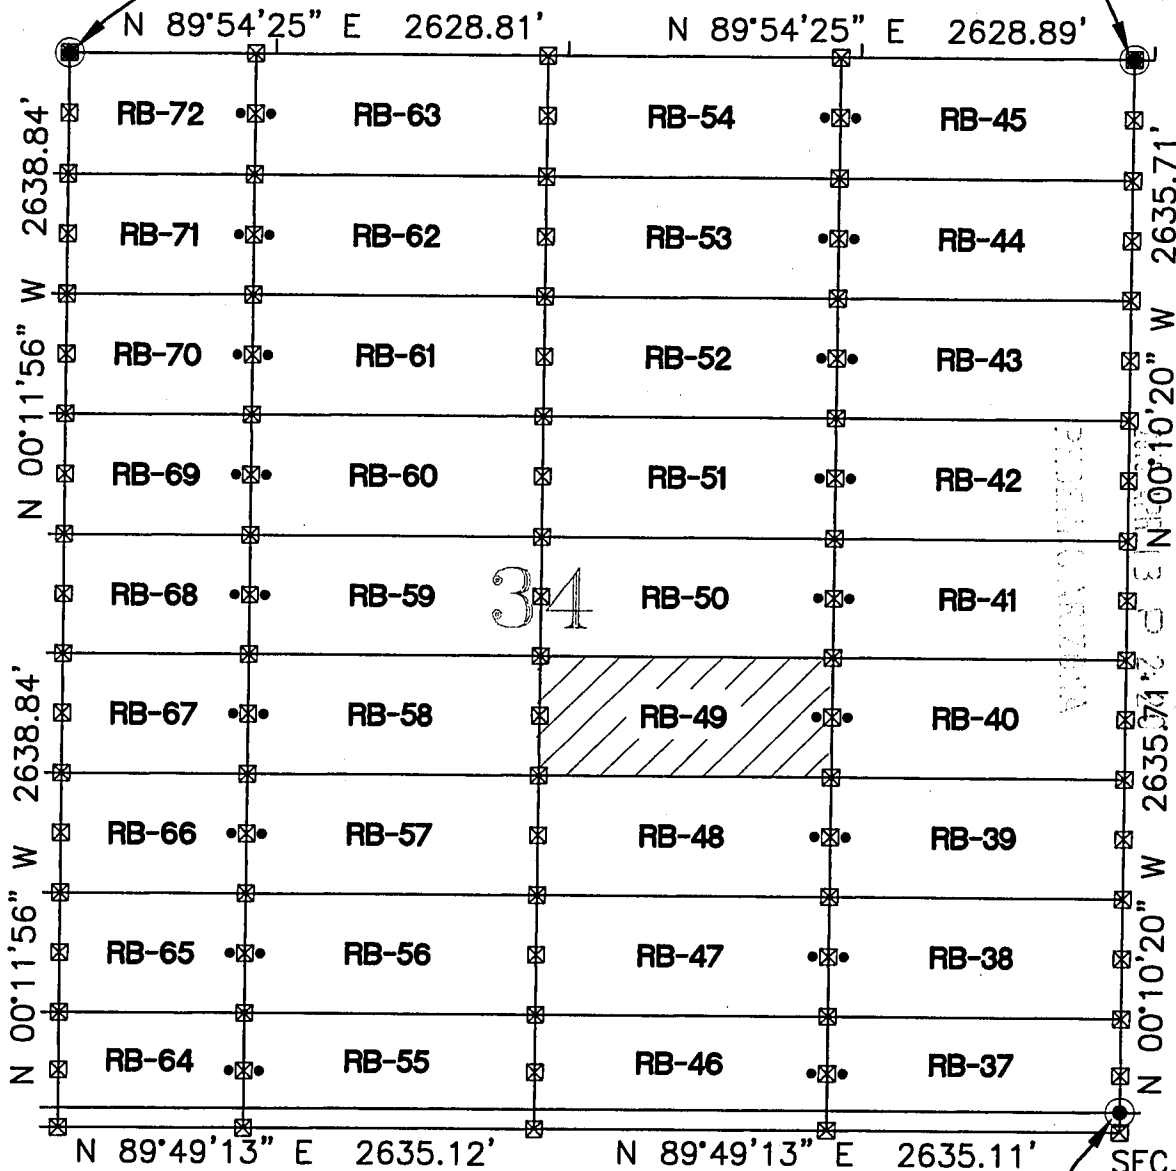 N 89°54'25" E 2628.81' N 89°54'25" E 2628.89'
N 00°11'56" W 2638.84'
N 00°10'20" W 2635.71'
RB-72 RB-63 RB-54 RB-45
RB-71 RB-62 RB-53 RB-44
RB-70 RB-61 RB-52 RB-43
RB-69 RB-60 RB-51 RB-42
RB-68 RB-59 RB-50 RB-41
34
RB-67 RB-58 RB-49 RB-40
RB-66 RB-57 RB-48 RB-39
RB-65 RB-56 RB-47 RB-38
RB-64 RB-55 RB-46 RB-37
N 00°11'56" W 2638.84'
N 00°10'20" W 2635.71'
N 89°49'13" E 2635.12' N 89°49'13" E 2635.11' SEC